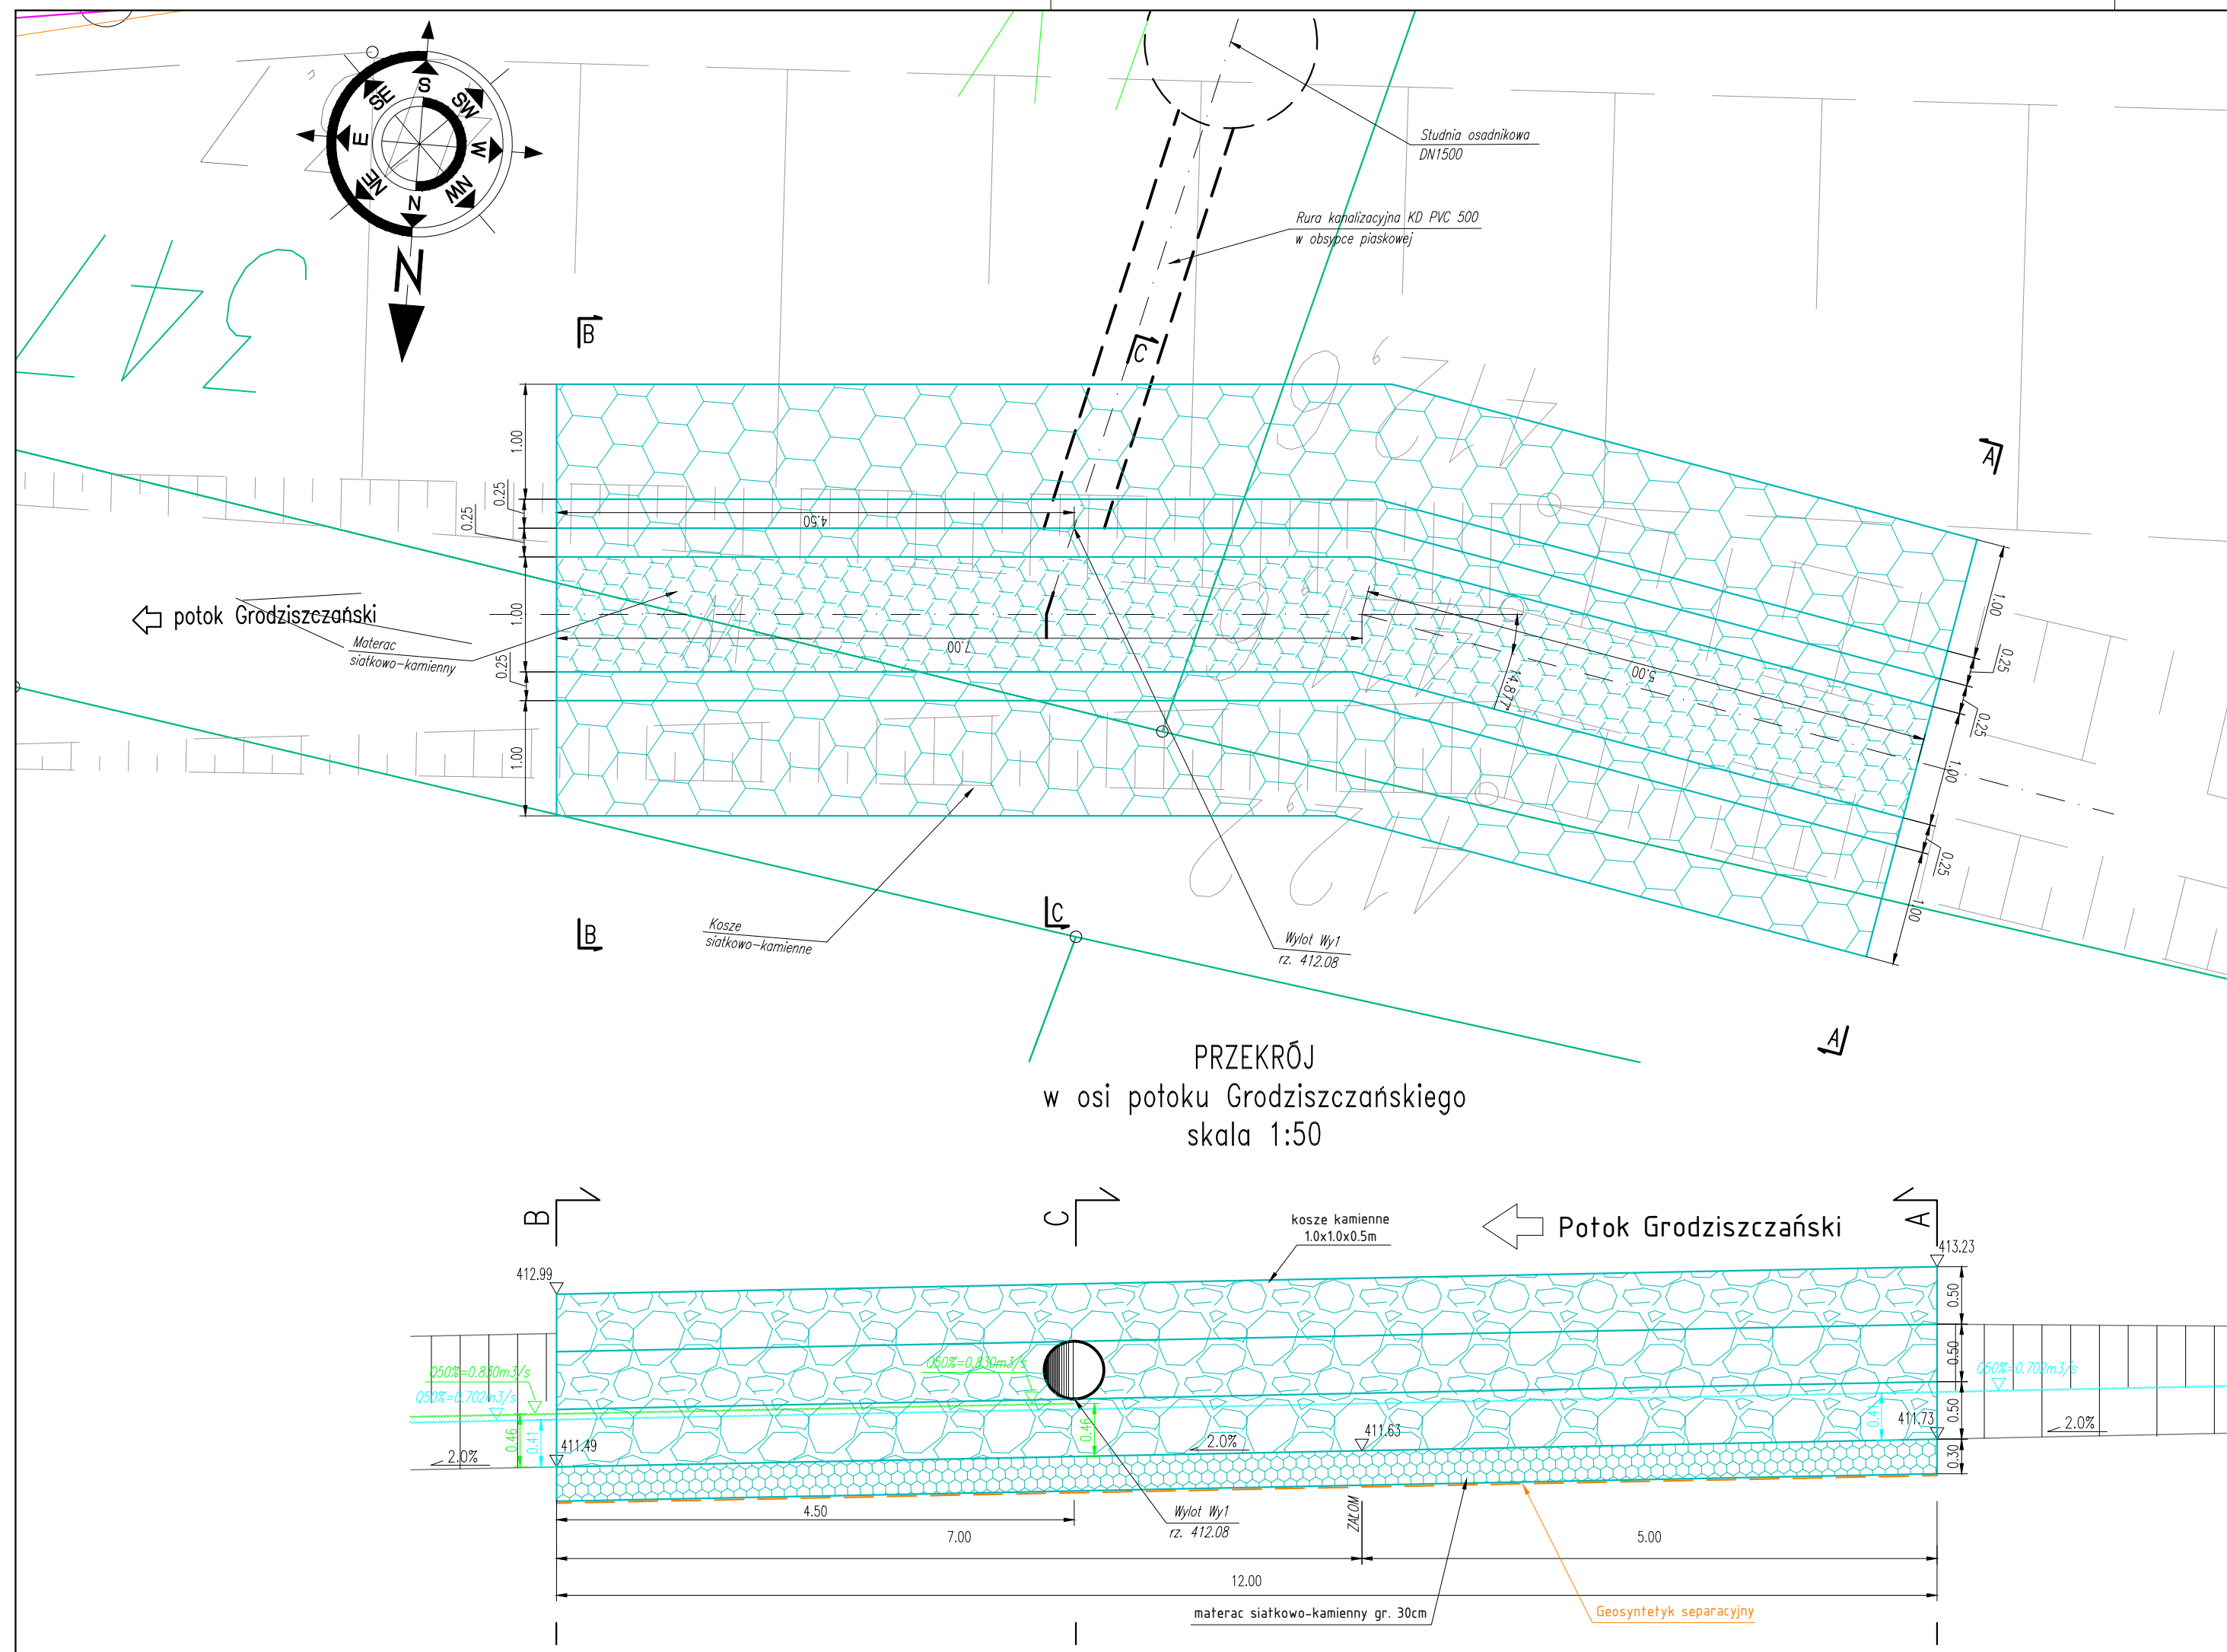 S
SW
W
NW
N
NE
E
SE
N
347
Studnia osadnikowa
DN1500
Rura kanalizacyjna KD PVC 500
w obsypce piaskowej
B
C
A
1.00
0.25
0.25
4.50
1.00
potok Grodziszczański
Materac
siatkowo-kamienny
7.00
0.25
1.00
14.877
5.00
1.00
0.25
0.25
1.00
0.25
1.00
Kosze
siatkowo-kamienne
B
C
Wylot Wy1
rz. 412.08
A
PRZEKRÓJ
w osi potoku Grodziszczańskiego
skala 1:50
B
C
kosze kamienne
1.0x1.0x0.5m
Potok Grodziszczański
A
412.99
413.23
0.50
0.50
Q50%=0.830m3/s
Q50%=0.702m3/s
Q50%=0.830m3/s
Q50%=0.702m3/s
0.46
0.41
0.46
0.41
0.50
2.0%
411.49
2.0%
411.63
411.73
2.0%
0.30
4.50
Wylot Wy1
rz. 412.08
ZAŁOM
7.00
5.00
12.00
materac siatkowo-kamienny gr. 30cm
Geosyntetyk separacyjny